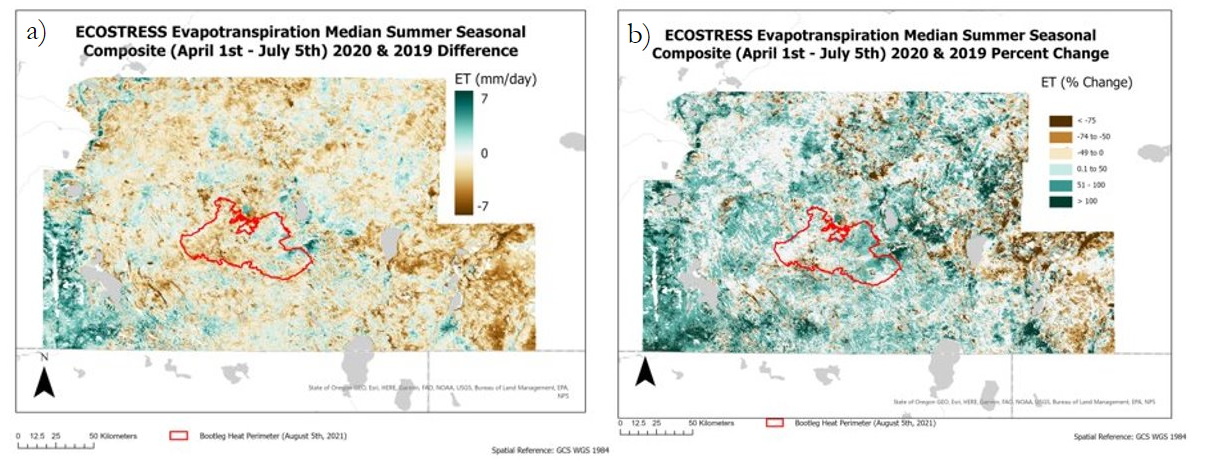 a)
ECOSTRESS Evapotranspiration Median Summer Seasonal
Composite (April 1st - July 5th) 2020 & 2019 Difference
ET (mm/day)
7
0
-7
N
State of Oregon GEO, Esri, HERE, Garmin, FAO, NOAA, USGS, Bureau of Land Management, EPA,
NPS
0 12.5 25 50 Kilometers
Bootleg Heat Perimeter (August 5th, 2021)
Spatial Reference: GCS WGS 1984
b)
ECOSTRESS Evapotranspiration Median Summer Seasonal
Composite (April 1st - July 5th) 2020 & 2019 Percent Change
ET (% Change)
< -75
-74 to -50
-49 to 0
0.1 to 50
51 - 100
> 100
State of Oregon GEO, Esri, HERE, Garmin, FAO, NOAA, USGS, Bureau of Land Management, EPA, NPS
0 12.5 25 50 Kilometers
Bootleg Heat Perimeter (August 5th, 2021)
Spatial Reference: GCS WGS 1984